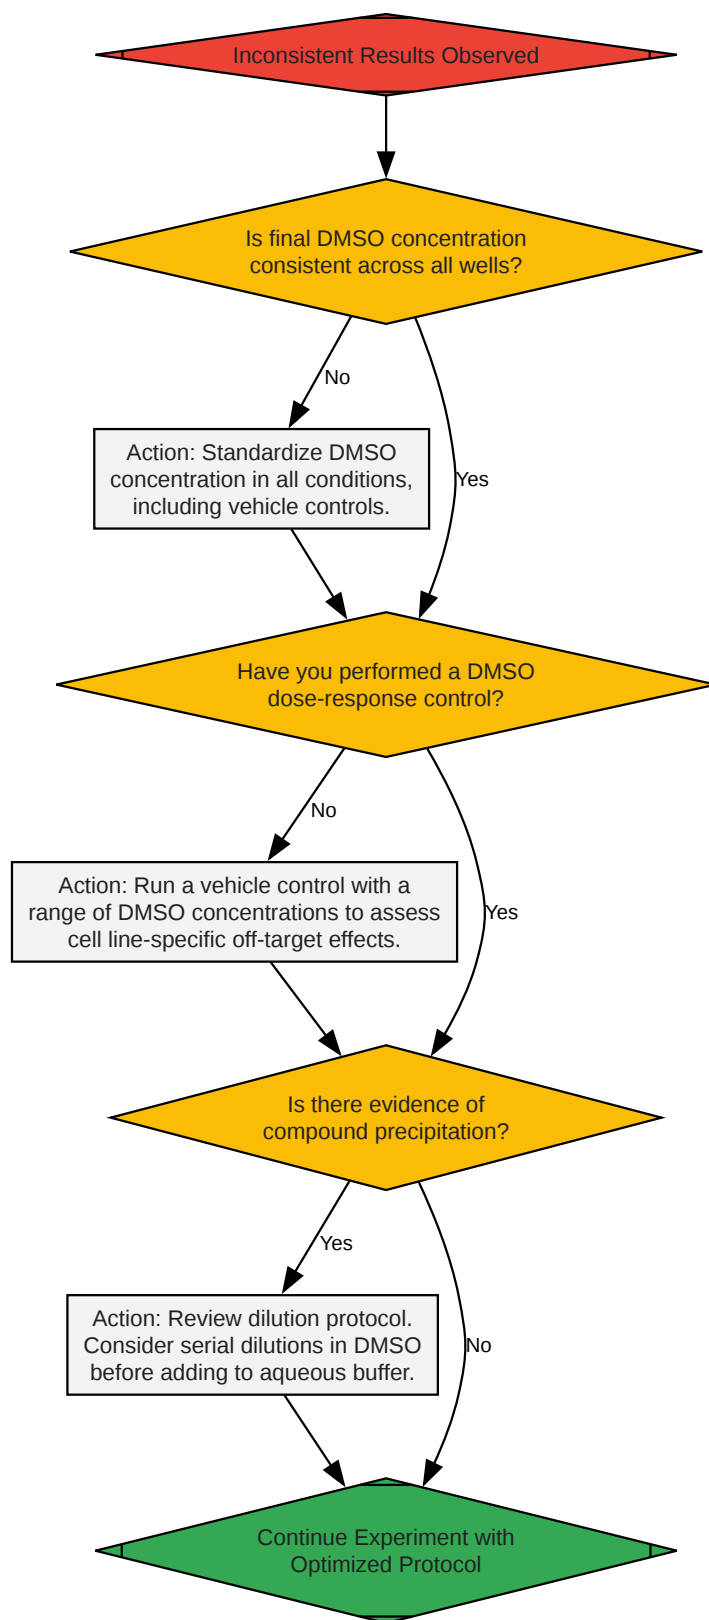 Inconsistent Results Observed
Is final DMSO concentration
consistent across all wells?
No
Action: Standardize DMSO
concentration in all conditions,
including vehicle controls.
Yes
Have you performed a DMSO
dose-response control?
No
Action: Run a vehicle control with a
range of DMSO concentrations to assess
cell line-specific off-target effects.
Yes
Is there evidence of
compound precipitation?
Yes
Action: Review dilution protocol.
Consider serial dilutions in DMSO
before adding to aqueous buffer.
No
Continue Experiment with
Optimized Protocol